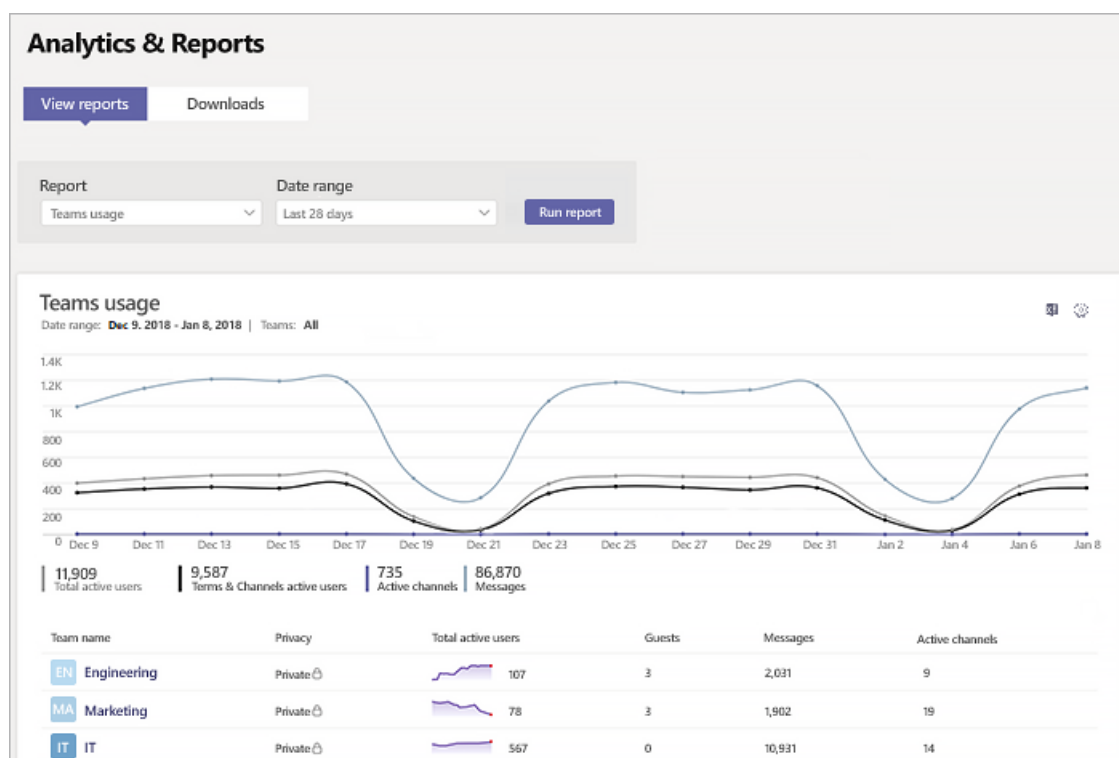 Analytics & Reports
View reports Downloads
Report Date range
Teams usage Last 28 days Run report
Teams usage
Date range: Dec 9. 2018 - Jan 8, 2018 | Teams: All
1.4K
1.2K
1K
800
600
400
200
0 Dec 9 Dec 11 Dec 13 Dec 15 Dec 17 Dec 19 Dec 21 Dec 23 Dec 25 Dec 27 Dec 29 Dec 31 Jan 2 Jan 4 Jan 6 Jan 8
11,909 9,587 735 86,870
Total active users Terms & Channels active users Active channels Messages
Team name Privacy Total active users Guests Messages Active channels
EN Engineering Private 107 3 2,031 9
MA Marketing Private 78 3 1,902 19
IT IT Private 567 0 10,931 14